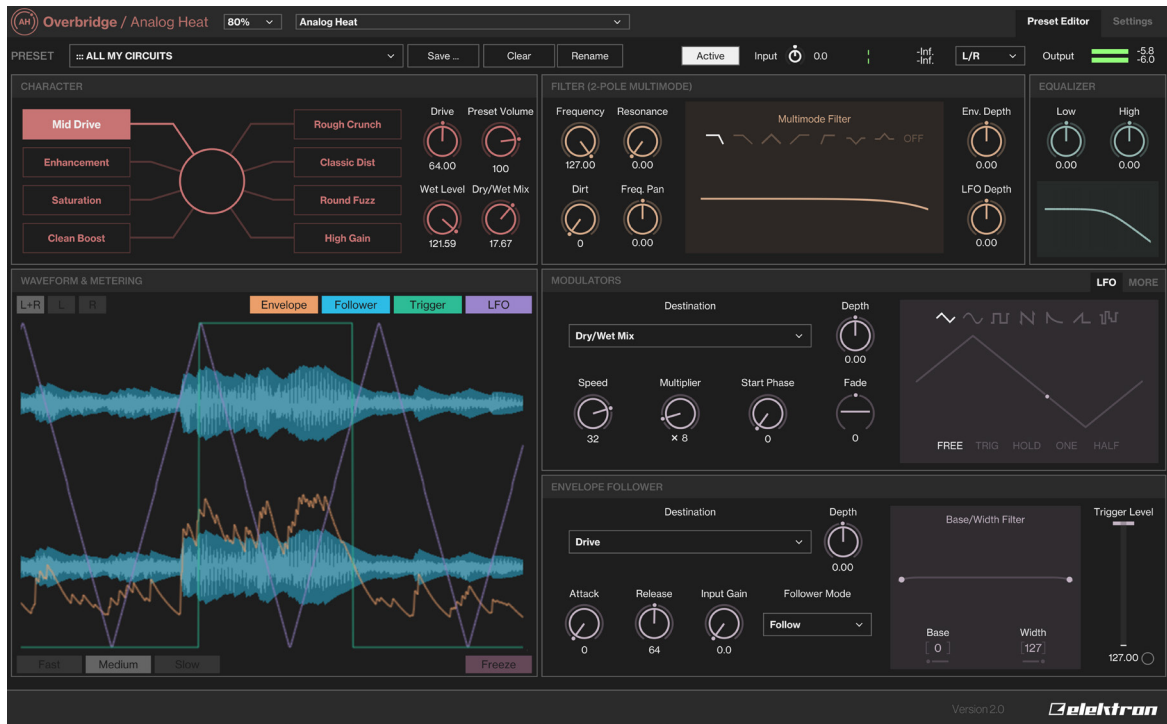 AH Overbridge / Analog Heat 80% Analog Heat Preset Editor Settings
PRESET ::: ALL MY CIRCUITS Save ... Clear Rename Active Input 0.0 -Inf. -Inf. L/R Output -5.8 -6.0
CHARACTER
Mid Drive
Enhancement
Saturation
Clean Boost
Rough Crunch
Classic Dist
Round Fuzz
High Gain
Drive Preset Volume
64.00 100
Wet Level Dry/Wet Mix
121.59 17.67
FILTER (2-POLE MULTIMODE)
Frequency Resonance
127.00 0.00
Dirt Freq. Pan
0 0.00
Multimode Filter
OFF
Env. Depth
0.00
LFO Depth
0.00
EQUALIZER
Low High
0.00 0.00
WAVEFORM & METERING
L+R L R Envelope Follower Trigger LFO
Fast Medium Slow Freeze
MODULATORS LFO MORE
Destination Depth
Dry/Wet Mix
0.00
Speed Multiplier Start Phase Fade
32 × 8 0 0
FREE TRIG HOLD ONE HALF
ENVELOPE FOLLOWER
Destination Depth
Drive
0.00
Attack Release Input Gain Follower Mode
Follow
0 64 0.0
Base/Width Filter
Base Width
[ 0 ] [127]
Trigger Level
127.00
Version 2.0 elektron